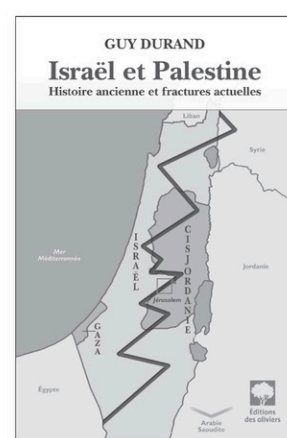 GUY DURAND
Israël et Palestine
Histoire ancienne et fractures actuelles
Liban
Syrie
Mer
Méditerranée
ISRAËL
CISJORDANIE
Jérusalem
Jordanie
GAZA
Égypte
Arabie
Saoudite
Éditions
des oliviers